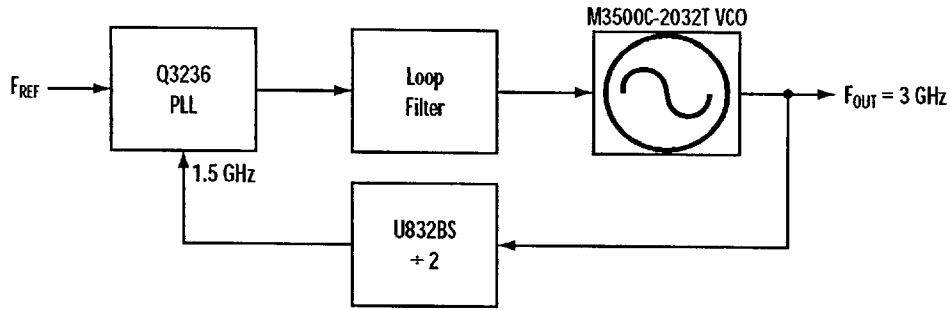 M3500C-2032T VCO
F_REF
Q3236
PLL
Loop
Filter
F_OUT = 3 GHz
1.5 GHz
U832BS
÷ 2